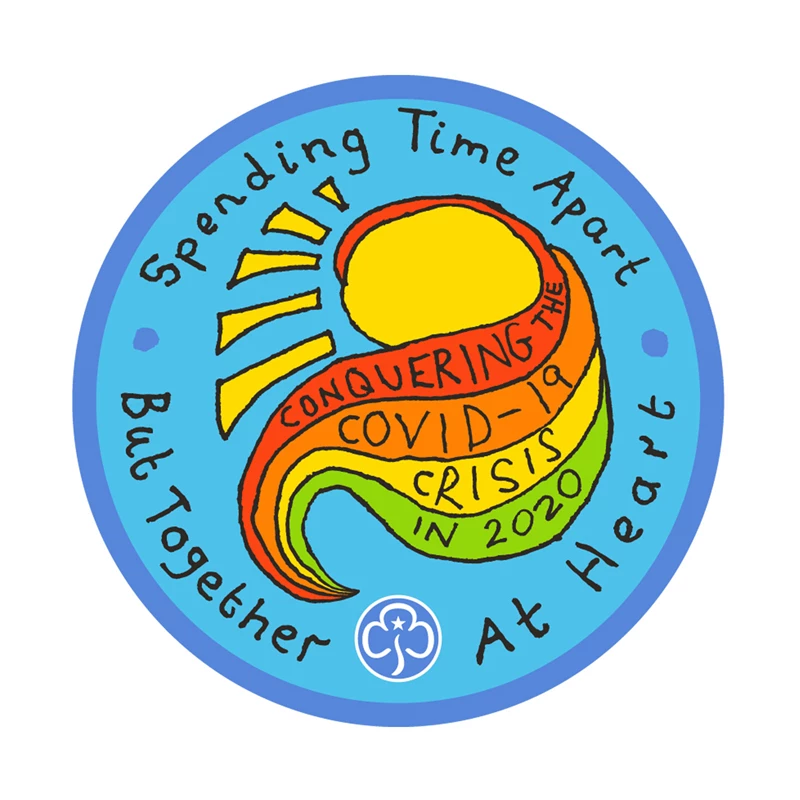 Spending Time Apart
CONQUERING THE
COVID-19
CRISIS
IN 2020
But Together At Heart